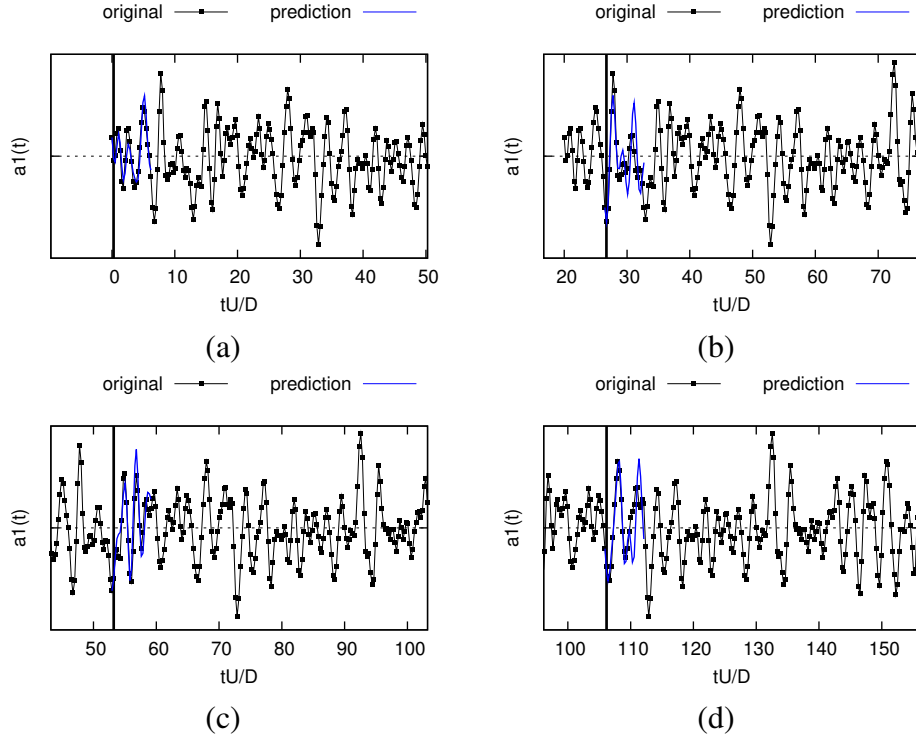 original prediction
a1(t)
0 10 20 30 40 50
tU/D
(a)
original prediction
a1(t)
20 30 40 50 60 70
tU/D
(b)
original prediction
a1(t)
50 60 70 80 90 100
tU/D
(c)
original prediction
a1(t)
100 110 120 130 140 150
tU/D
(d)